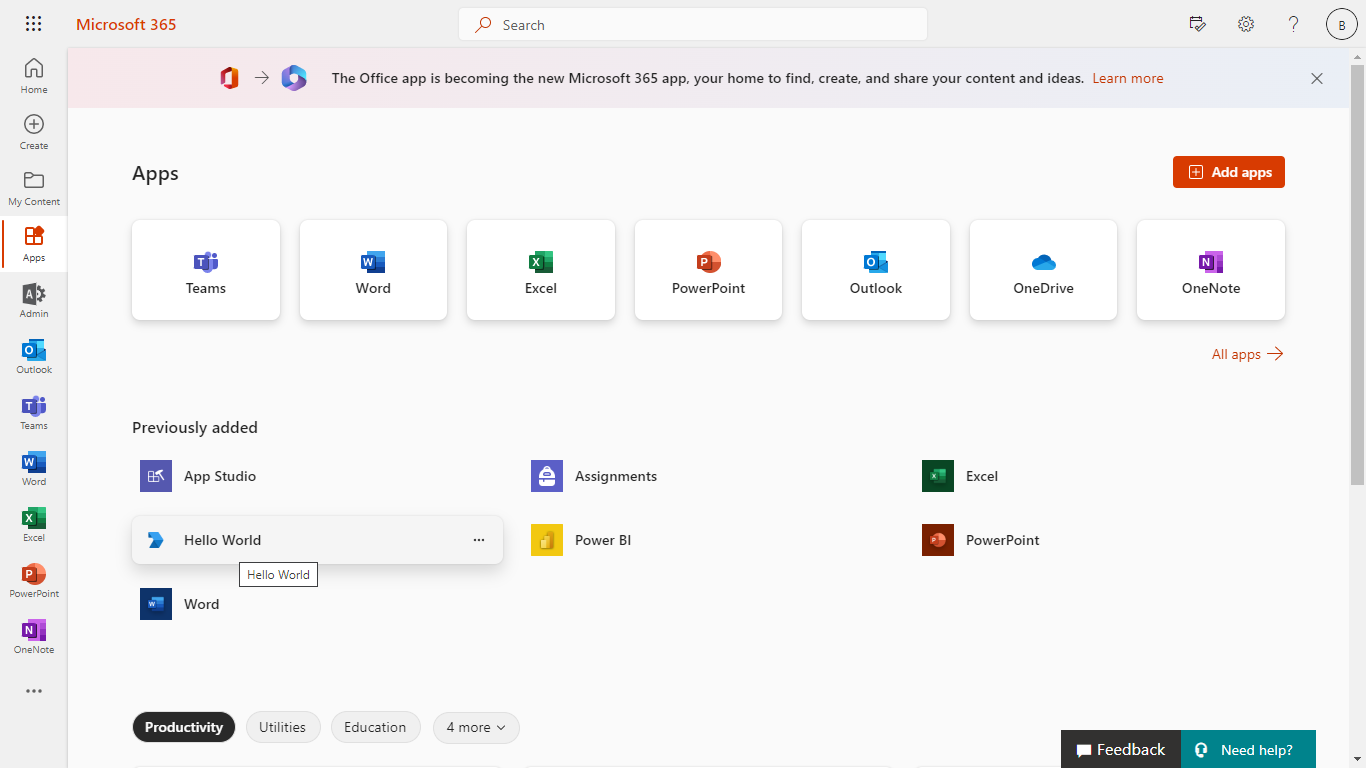 Microsoft 365
Search
B
Home
Create
My Content
Apps
Admin
Outlook
Teams
Word
Excel
PowerPoint
OneNote
The Office app is becoming the new Microsoft 365 app, your home to find, create, and share your content and ideas. Learn more
Apps
Add apps
Teams
Word
Excel
PowerPoint
Outlook
OneDrive
OneNote
All apps
Previously added
App Studio
Assignments
Excel
Hello World
Power BI
PowerPoint
Hello World
Word
Productivity
Utilities
Education
4 more
Feedback
Need help?